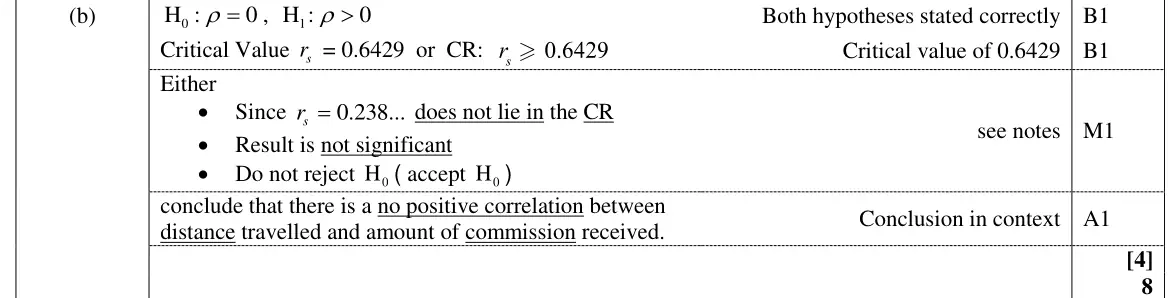 (b) H₀ : ρ = 0 , H₁ : ρ > 0 Both hypotheses stated correctly B1
Critical Value rₛ = 0.6429 or CR: rₛ ⩾ 0.6429 Critical value of 0.6429 B1
Either
• Since rₛ = 0.238... does not lie in the CR
see notes M1
• Result is not significant
• Do not reject H₀ ( accept H₀ )
conclude that there is a no positive correlation between
distance travelled and amount of commission received. Conclusion in context A1
[4]
8